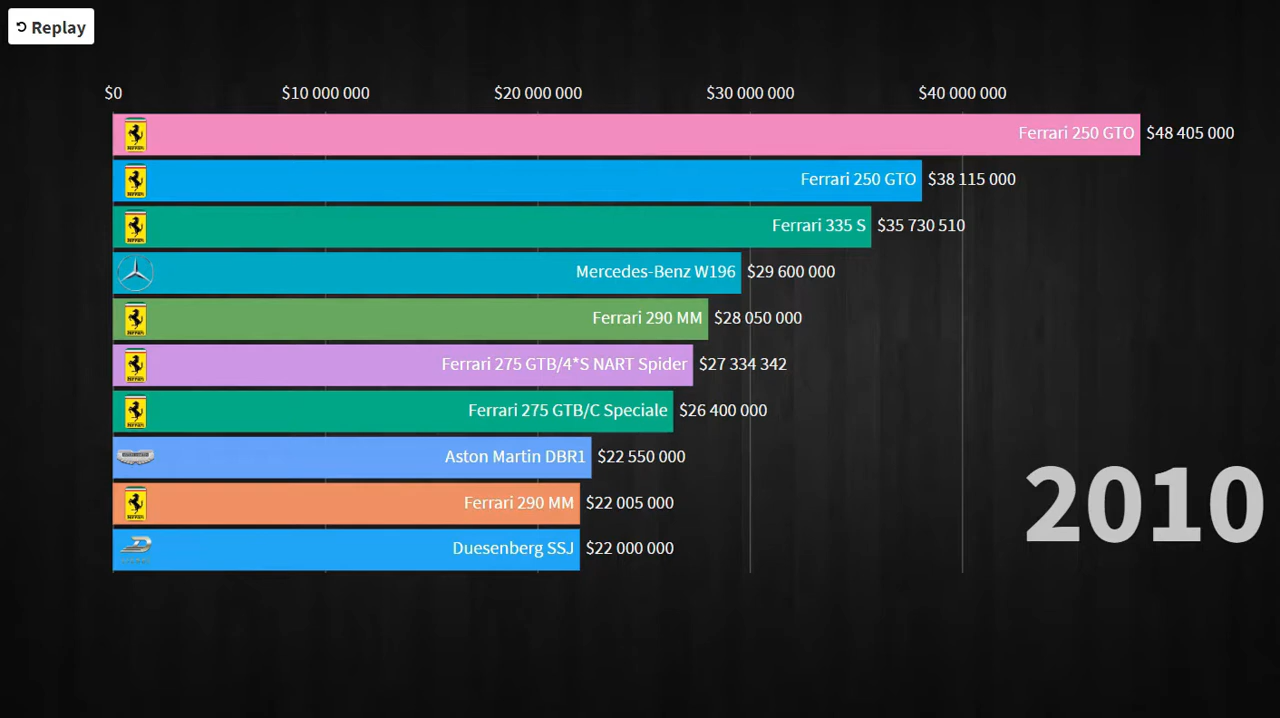 Replay
$0 $10 000 000 $20 000 000 $30 000 000 $40 000 000
Ferrari 250 GTO $48 405 000
Ferrari 250 GTO $38 115 000
Ferrari 335 S $35 730 510
Mercedes-Benz W196 $29 600 000
Ferrari 290 MM $28 050 000
Ferrari 275 GTB/4*S NART Spider $27 334 342
Ferrari 275 GTB/C Speciale $26 400 000
Aston Martin DBR1 $22 550 000
Ferrari 290 MM $22 005 000
Duesenberg SSJ $22 000 000
2010